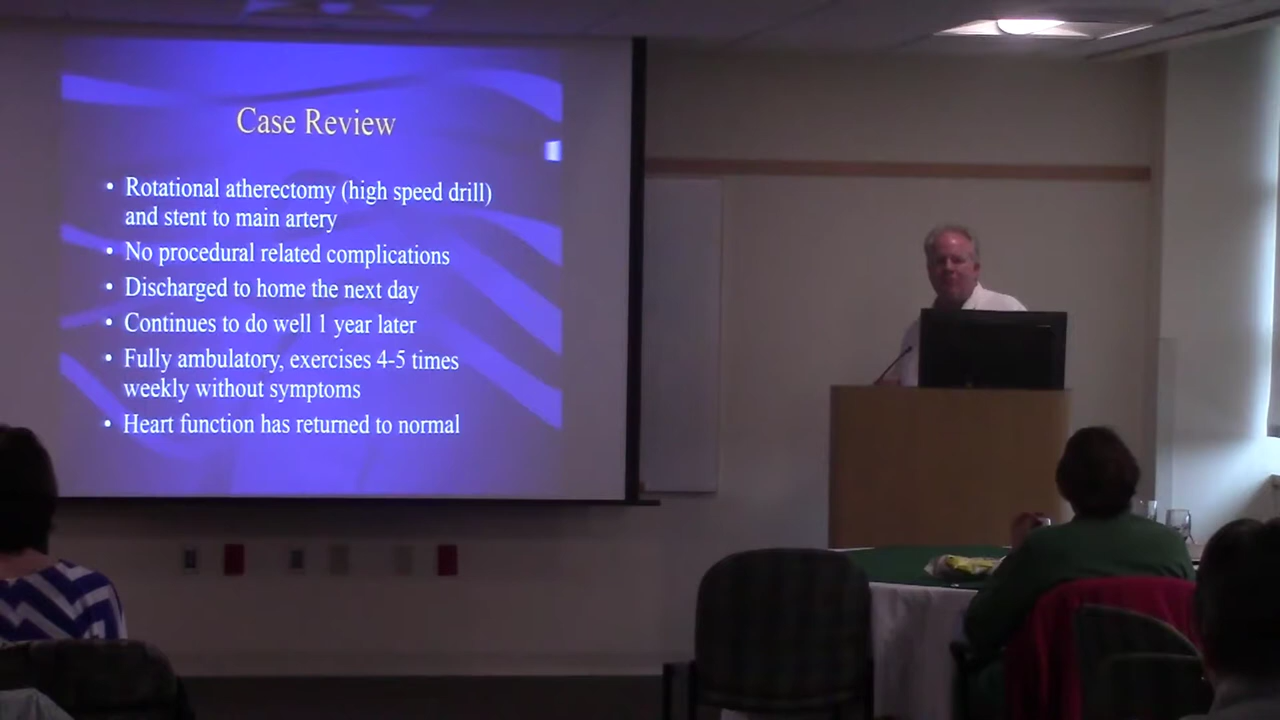 Case Review
• Rotational atherectomy (high speed drill)
and stent to main artery
• No procedural related complications
• Discharged to home the next day
• Continues to do well 1 year later
• Fully ambulatory, exercises 4-5 times
weekly without symptoms
• Heart function has returned to normal